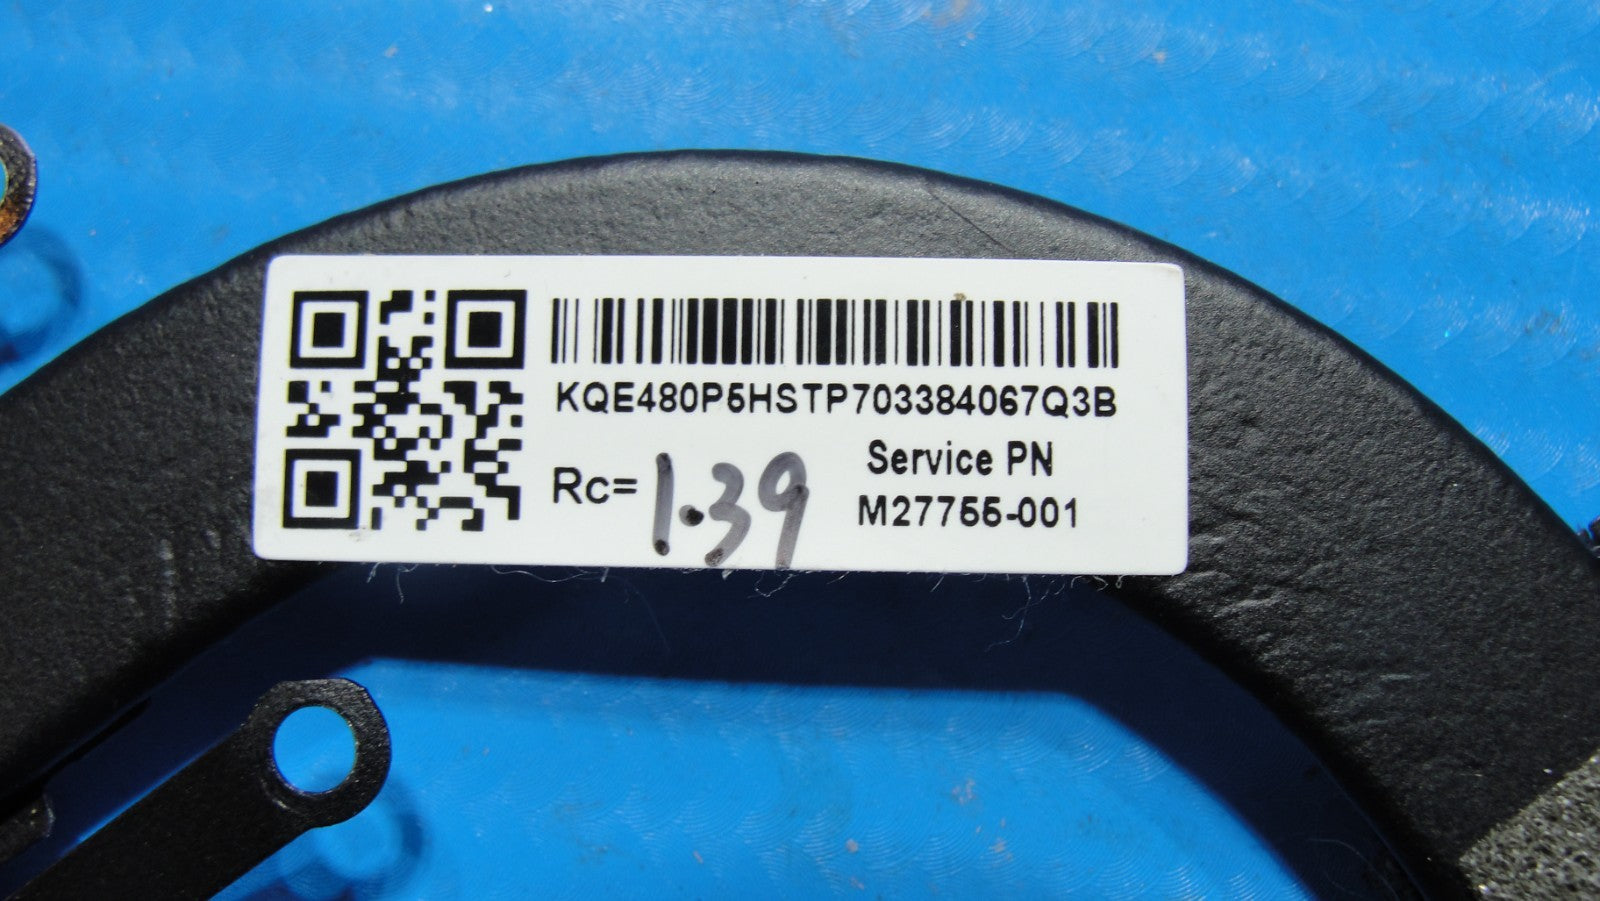 KQE480P5HSTP703384067Q3B
Rc=1.39
Service PN
M27755-001